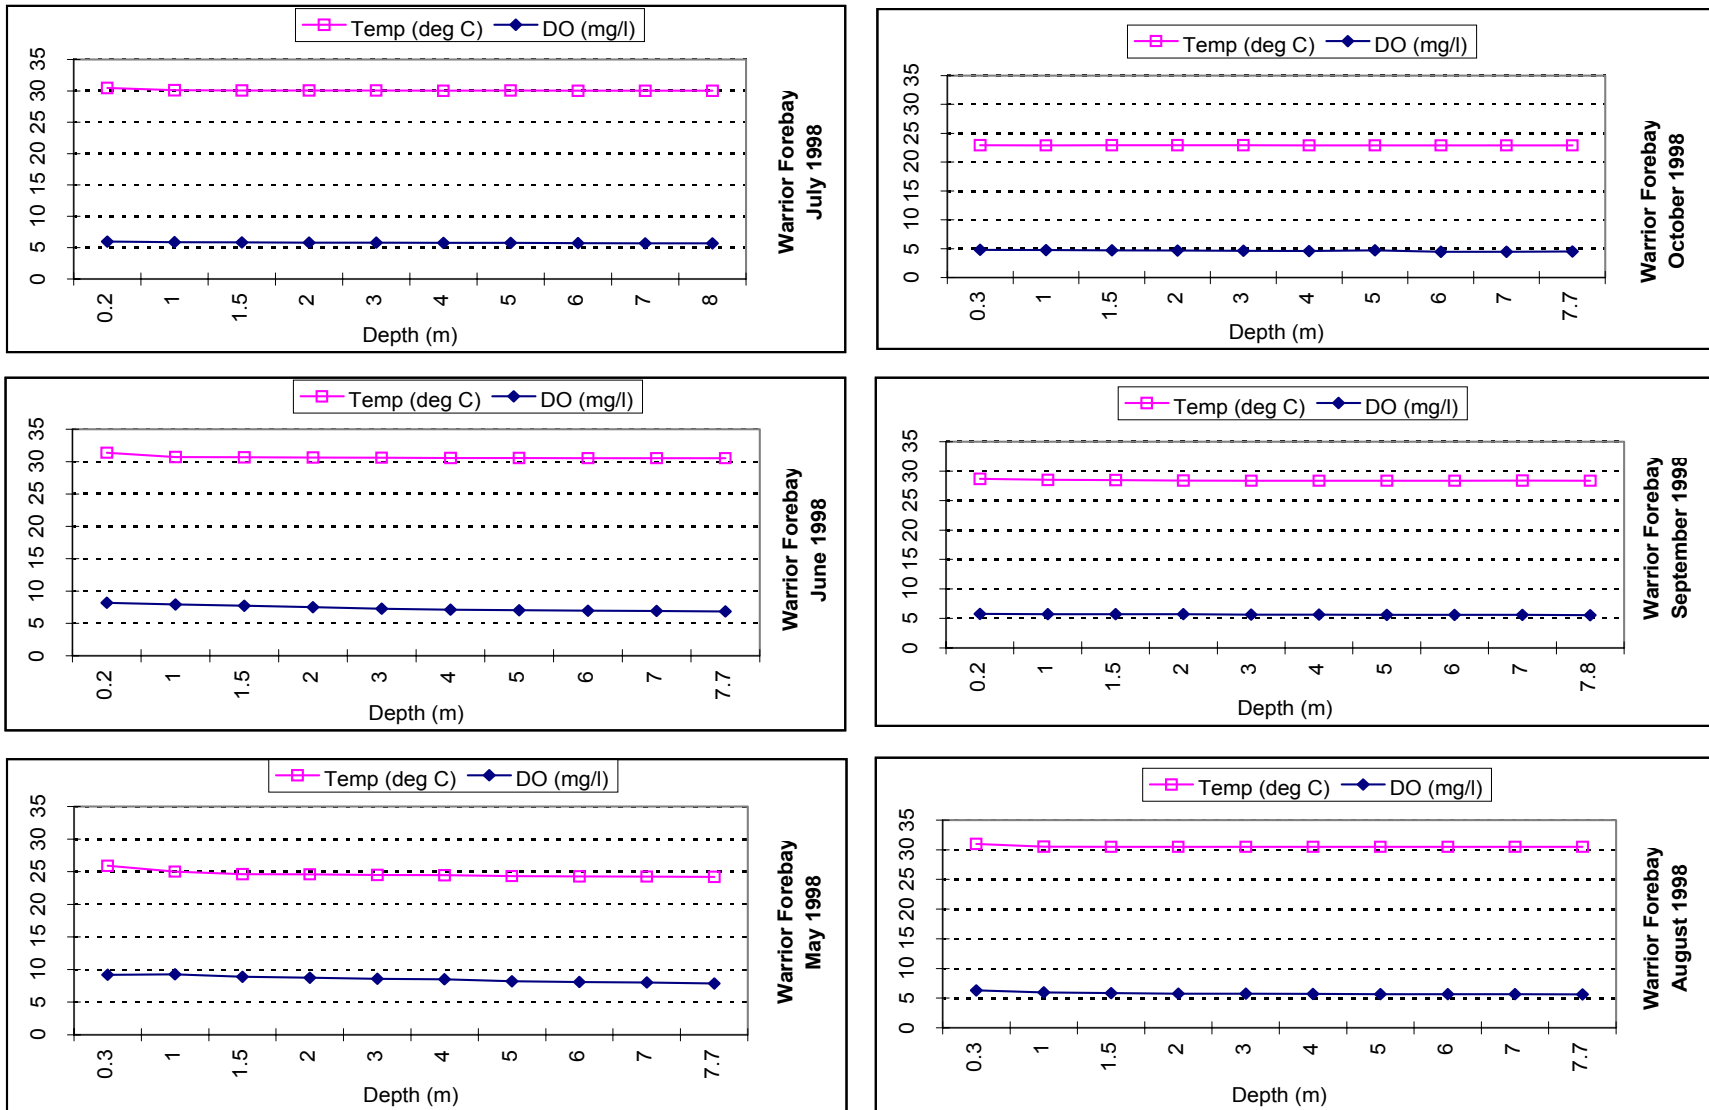 Temp (deg C) DO (mg/l)
35
30
25
20
15
10
5
0
0.2 1 1.5 2 3 4 5 6 7 8
Depth (m)
Warrior Forebay
July 1998
Temp (deg C) DO (mg/l)
35
30
25
20
15
10
5
0
0.3 1 1.5 2 3 4 5 6 7 7.7
Depth (m)
Warrior Forebay
October 1998
Temp (deg C) DO (mg/l)
35
30
25
20
15
10
5
0
0.2 1 1.5 2 3 4 5 6 7 7.7
Depth (m)
Warrior Forebay
June 1998
Temp (deg C) DO (mg/l)
35
30
25
20
15
10
5
0
0.2 1 1.5 2 3 4 5 6 7 7.8
Depth (m)
Warrior Forebay
September 1998
Temp (deg C) DO (mg/l)
35
30
25
20
15
10
5
0
0.3 1 1.5 2 3 4 5 6 7 7.7
Depth (m)
Warrior Forebay
May 1998
Temp (deg C) DO (mg/l)
35
30
25
20
15
10
5
0
0.3 1 1.5 2 3 4 5 6 7 7.7
Depth (m)
Warrior Forebay
August 1998